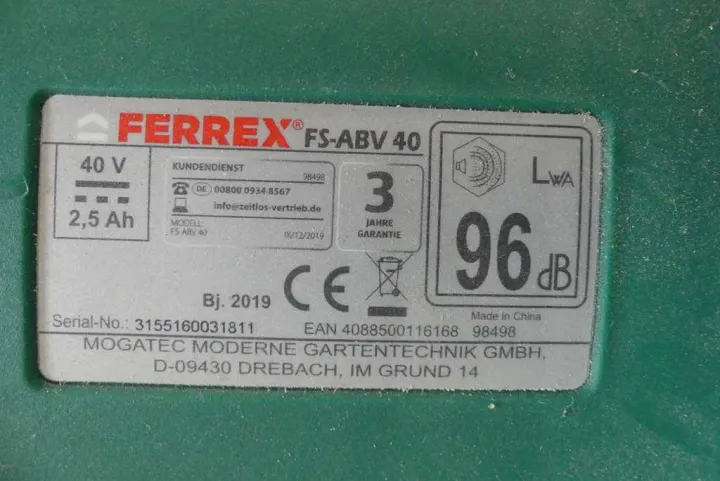 FERREX® FS-ABV 40
40 V
2,5 Ah
KUNDENDIENST
98498
DE 00800 0934 8567
info@zeitlos-vertrieb.de
MODELL:
FS ABV 40 IX/12/2019
3
JAHRE
GARANTIE
LWA
96 dB
Bj. 2019 CE
Made in China
Serial-No.: 3155160031811 EAN 4088500116168 98498
MOGATEC MODERNE GARTENTECHNIK GMBH,
D-09430 DREBACH, IM GRUND 14